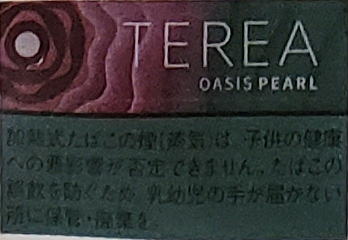 TEREA
OASIS PEARL
加熱式たばこの煙(蒸気)は、子供の健康
への悪影響が否定できません。たばこの
誤飲を防ぐため、乳幼児の手が届かない
所に保管・廃棄を。